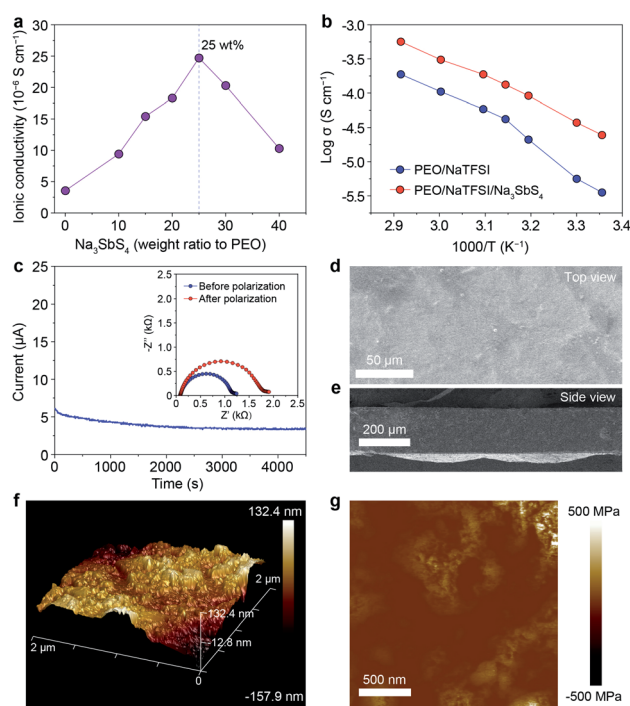 a
30
25
20
15
10
5
0
Ionic conductivity (10⁻⁶ S cm⁻¹)
25 wt%
0 10 20 30 40
Na₃SbS₄ (weight ratio to PEO)
b
-3.0
-3.5
-4.0
-4.5
-5.0
-5.5
Log σ (S cm⁻¹)
PEO/NaTFSI
PEO/NaTFSI/Na₃SbS₄
2.9 3.0 3.1 3.2 3.3 3.4
1000/T (K⁻¹)
c
25
20
15
10
5
0
Current (μA)
Before polarization
After polarization
2.5
2.0
1.5
1.0
0.5
0
-Z'' (kΩ)
0 0.5 1.0 1.5 2.0 2.5
Z' (kΩ)
0 1000 2000 3000 4000
Time (s)
d
Top view
50 μm
e
Side view
200 μm
f
132.4 nm
2 μm
132.4 nm
-12.8 nm
2 μm
0
-157.9 nm
g
500 nm
500 MPa
-500 MPa